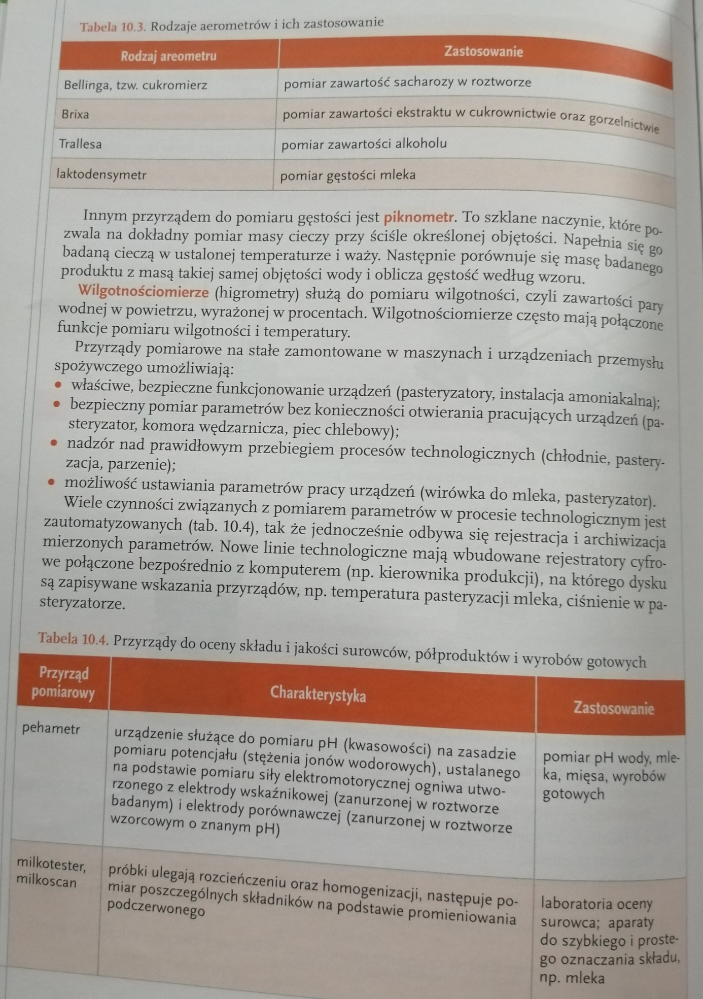 Tabela 10.3. Rodzaje aerometrów i ich zastosowanie
Rodzaj areometru Zastosowanie
Bellinga, tzw. cukromierz pomiar zawartość sacharozy w roztworze
Brixa pomiar zawartości ekstraktu w cukrownictwie oraz gorzelnictwie
Trallesa pomiar zawartości alkoholu
laktodensymetr pomiar gęstości mleka
Innym przyrządem do pomiaru gęstości jest piknometr. To szklane naczynie, które po-
zwala na dokładny pomiar masy cieczy przy ściśle określonej objętości. Napełnia się go
badaną cieczą w ustalonej temperaturze i waży. Następnie porównuje się masę badanego
produktu z masą takiej samej objętości wody i oblicza gęstość według wzoru.
Wilgotnościomierze (higrometry) służą do pomiaru wilgotności, czyli zawartości pary
wodnej w powietrzu, wyrażonej w procentach. Wilgotnościomierze często mają połączone
funkcje pomiaru wilgotności i temperatury.
Przyrządy pomiarowe na stałe zamontowane w maszynach i urządzeniach przemysłu
spożywczego umożliwiają:
• właściwe, bezpieczne funkcjonowanie urządzeń (pasteryzatory, instalacja amoniakalna);
• bezpieczny pomiar parametrów bez konieczności otwierania pracujących urządzeń (pa-
steryzator, komora wędzarnicza, piec chlebowy);
• nadzór nad prawidłowym przebiegiem procesów technologicznych (chłodnie, pastery-
zacja, parzenie);
• możliwość ustawiania parametrów pracy urządzeń (wirówka do mleka, pasteryzator).
Wiele czynności związanych z pomiarem parametrów w procesie technologicznym jest
zautomatyzowanych (tab. 10.4), tak że jednocześnie odbywa się rejestracja i archiwizacja
mierzonych parametrów. Nowe linie technologiczne mają wbudowane rejestratory cyfro-
we połączone bezpośrednio z komputerem (np. kierownika produkcji), na którego dysku
są zapisywane wskazania przyrządów, np. temperatura pasteryzacji mleka, ciśnienie w pa-
steryzatorze.
Tabela 10.4. Przyrządy do oceny składu i jakości surowców, półproduktów i wyrobów gotowych
Przyrząd
pomiarowy
Charakterystyka
Zastosowanie
pehametr
urządzenie służące do pomiaru pH (kwasowości) na zasadzie
pomiaru potencjału (stężenia jonów wodorowych), ustalanego
na podstawie pomiaru siły elektromotorycznej ogniwa utwo-
rzonego z elektrody wskaźnikowej (zanurzonej w roztworze
badanym) i elektrody porównawczej (zanurzonej w roztworze
wzorcowym o znanym pH)
pomiar pH wody, mle-
ka, mięsa, wyrobów
gotowych
milkotester,
milkoscan
próbki ulegają rozcieńczeniu oraz homogenizacji, następuje po-
miar poszczególnych składników na podstawie promieniowania
podczerwonego
laboratoria oceny
surowca; aparaty
do szybkiego i proste-
go oznaczania składu,
np. mleka